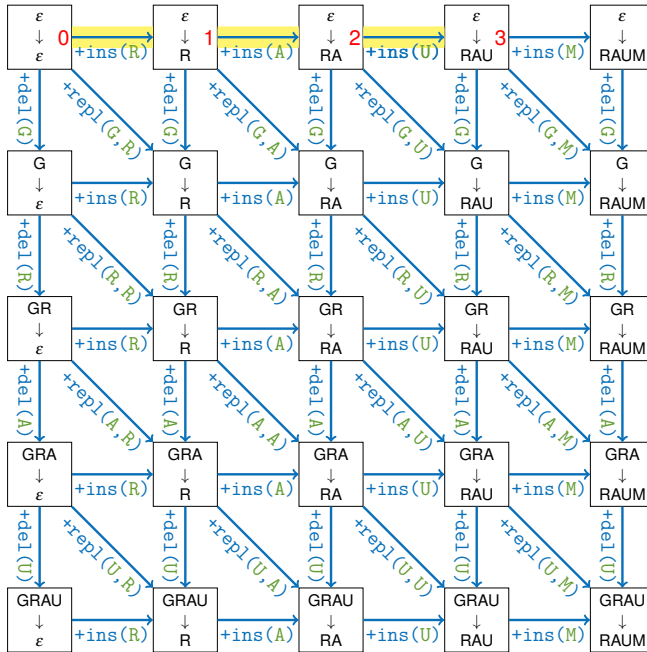 ε ε ε ε ε
↓ 0 ↓ 1 ↓ 2 ↓ 3 ↓
ε +ins(R) R +ins(A) RA +ins(U) RAU +ins(M) RAUM
+del(G) +repl(G,R) +del(G) +repl(G,A) +del(G) +repl(G,U) +del(G) +repl(G,M) +del(G)
G G G G G
↓ ↓ ↓ ↓ ↓
ε +ins(R) R +ins(A) RA +ins(U) RAU +ins(M) RAUM
+del(R) +repl(R,R) +del(R) +repl(R,A) +del(R) +repl(R,U) +del(R) +repl(R,M) +del(R)
GR GR GR GR GR
↓ ↓ ↓ ↓ ↓
ε +ins(R) R +ins(A) RA +ins(U) RAU +ins(M) RAUM
+del(A) +repl(A,R) +del(A) +repl(A,A) +del(A) +repl(A,U) +del(A) +repl(A,M) +del(A)
GRA GRA GRA GRA GRA
↓ ↓ ↓ ↓ ↓
ε +ins(R) R +ins(A) RA +ins(U) RAU +ins(M) RAUM
+del(U) +repl(U,R) +del(U) +repl(U,A) +del(U) +repl(U,U) +del(U) +repl(U,M) +del(U)
GRAU GRAU GRAU GRAU GRAU
↓ ↓ ↓ ↓ ↓
ε +ins(R) R +ins(A) RA +ins(U) RAU +ins(M) RAUM